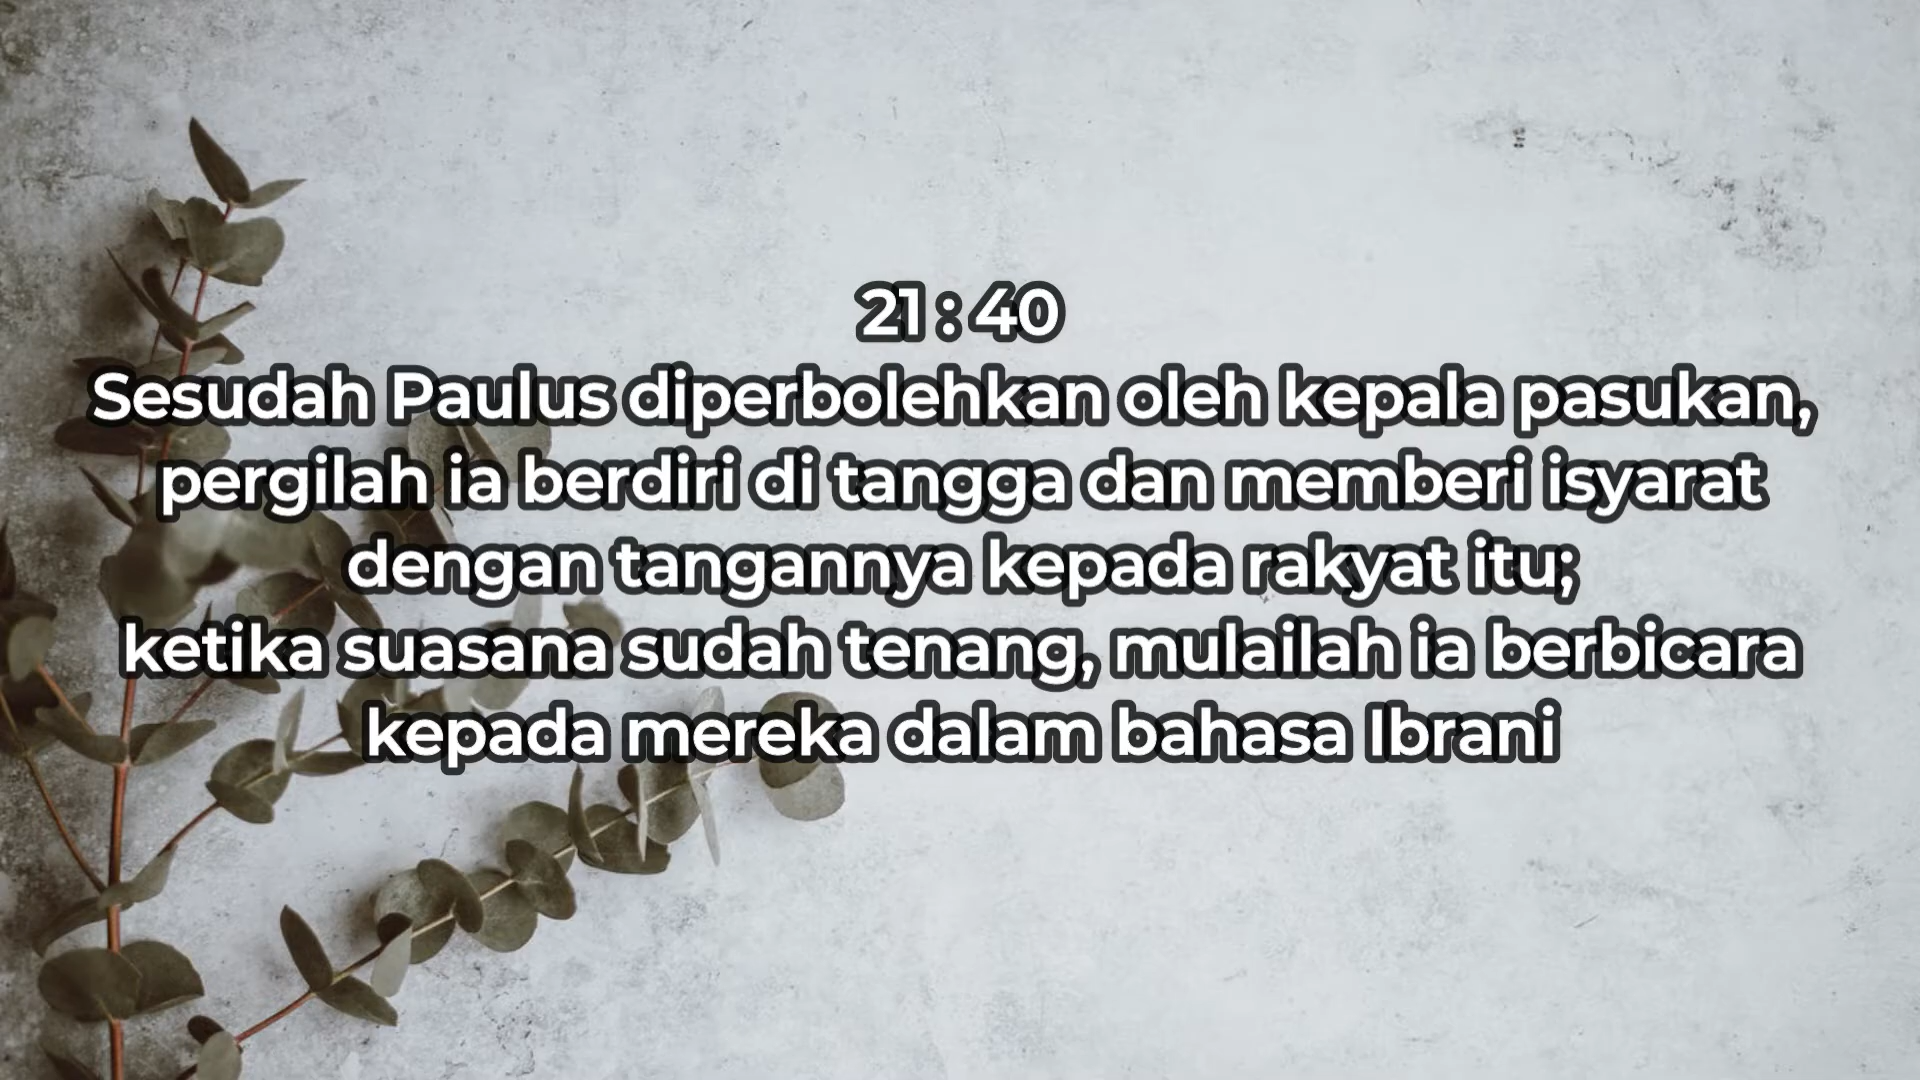 21 : 40
Sesudah Paulus diperbolehkan oleh kepala pasukan,
pergilah ia berdiri di tangga dan memberi isyarat
dengan tangannya kepada rakyat itu;
ketika suasana sudah tenang, mulailah ia berbicara
kepada mereka dalam bahasa Ibrani